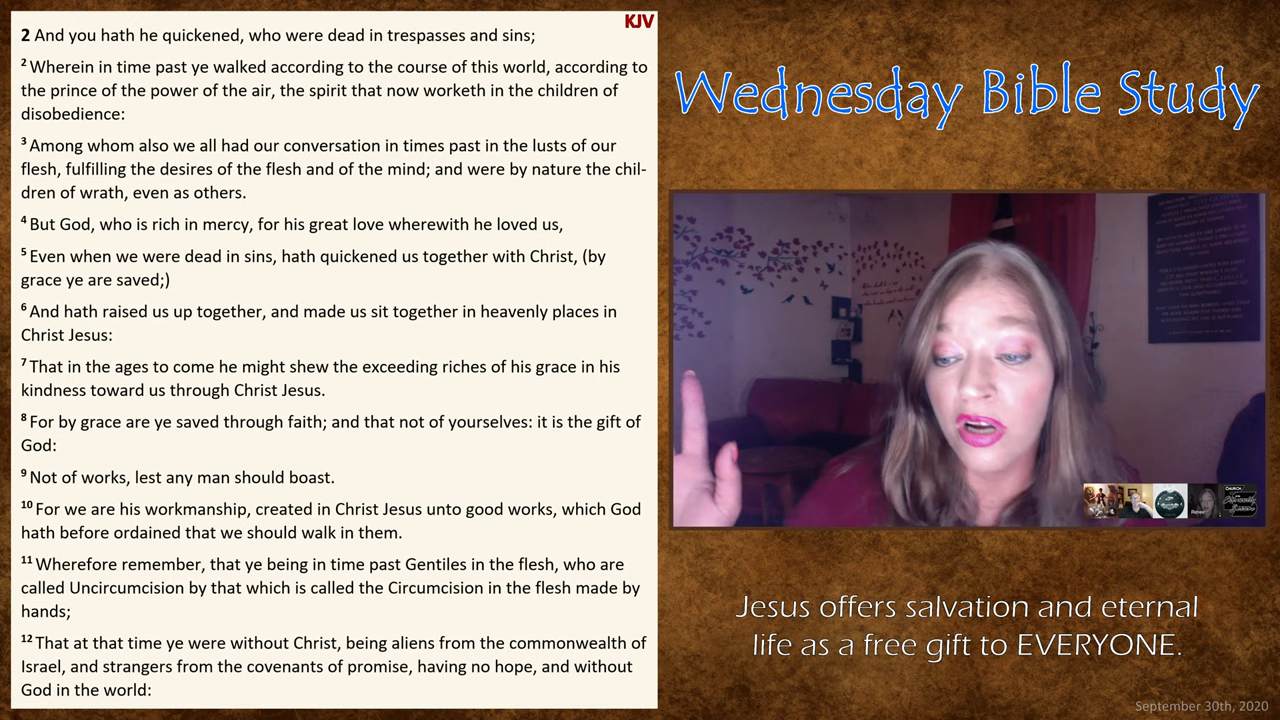 KJV
2 And you hath he quickened, who were dead in trespasses and sins;
2 Wherein in time past ye walked according to the course of this world, according to
the prince of the power of the air, the spirit that now worketh in the children of
disobedience:
3 Among whom also we all had our conversation in times past in the lusts of our
flesh, fulfilling the desires of the flesh and of the mind; and were by nature the chil-
dren of wrath, even as others.
4 But God, who is rich in mercy, for his great love wherewith he loved us,
5 Even when we were dead in sins, hath quickened us together with Christ, (by
grace ye are saved;)
6 And hath raised us up together, and made us sit together in heavenly places in
Christ Jesus:
7 That in the ages to come he might shew the exceeding riches of his grace in his
kindness toward us through Christ Jesus.
8 For by grace are ye saved through faith; and that not of yourselves: it is the gift of
God:
9 Not of works, lest any man should boast.
10 For we are his workmanship, created in Christ Jesus unto good works, which God
hath before ordained that we should walk in them.
11 Wherefore remember, that ye being in time past Gentiles in the flesh, who are
called Uncircumcision by that which is called the Circumcision in the flesh made by
hands;
12 That at that time ye were without Christ, being aliens from the commonwealth of
Israel, and strangers from the covenants of promise, having no hope, and without
God in the world:
Wednesday Bible Study
Renee
CHURCH
Jesus offers salvation and eternal
life as a free gift to EVERYONE.
September 30th, 2020